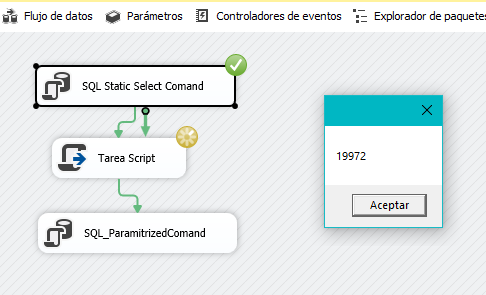 Flujo de datos Parámetros Controladores de eventos Explorador de paquetes
SQL Static Select Comand
Tarea Script
SQL_ParamitrizedComand
19972
Aceptar